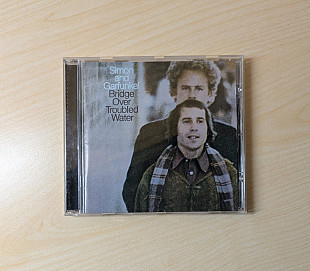 Simon
and
Garfunkel
Bridge
Over
Troubled
Water